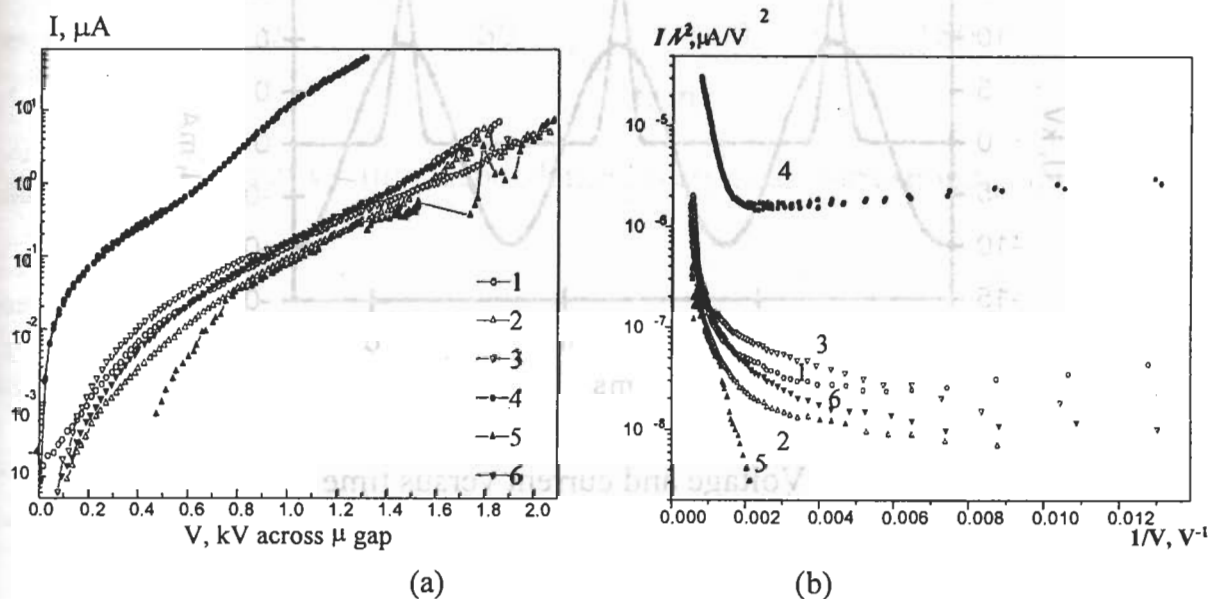 I, μA
10¹
10⁰
10⁻¹
10⁻²
10⁻³
10
0.0 0.2 0.4 0.6 0.8 1.0 1.2 1.4 1.6 1.8 2.0
V, kV across μ gap
1
2
3
4
5
6
(a)
I/V², μA/V²
10⁻⁵
10⁻⁶
10⁻⁷
10⁻⁸
4
3
1
6
2
5
0.000 0.002 0.004 0.006 0.008 0.010 0.012
1/V, V⁻¹
(b)
Voltage and current versus time
ms
I, mA